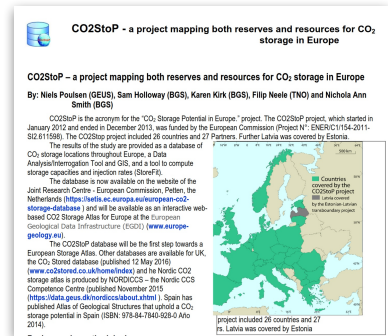 CO2StoP - a project mapping both reserves and resources for CO₂
storage in Europe
CO2StoP – a project mapping both reserves and resources for CO₂ storage in Europe
By: Niels Poulsen (GEUS), Sam Holloway (BGS), Karen Kirk (BGS), Filip Neele (TNO) and Nichola Ann
Smith (BGS)
CO2StoP is the acronym for the "CO₂ Storage Potential in Europe." project. The CO2StoP project, which started in
January 2012 and ended in December 2013, was funded by the European Commission (Project N°: ENER/C1/154-2011-
SI2.611598). The CO2Stop project included 26 countries and 27 Partners. Further Latvia was covered by Estonia.
The results of the study are provided as a database of
CO₂ storage locations throughout Europe, a Data
Analysis/Interrogation Tool and GIS, and a tool to compute
storage capacities and injection rates (StoreFit).
The database is now available on the website of the
Joint Research Centre - European Commission, Petten, the
Netherlands (https://setis.ec.europa.eu/european-co2-
storage-database ) and will be available as an interactive web-
based CO2 Storage Atlas for Europe at the European
Geological Data Infrastructure (EGDI) (www.europe-
geology.eu).
The CO2StoP database will be the first step towards a
European Storage Atlas. Other databases are available for UK,
the CO₂ Stored database (published 12 May 2016)
(www.co2stored.co.uk/home/index) and he Nordic CO2
storage atlas is produced by NORDICCS – the Nordic CCS
Competence Centre (published November 2015
(https://data.geus.dk/nordiccs/about.xhtml ). Spain has
published Atlas of Geological Structures that uphold a CO₂
storage potential in Spain (ISBN: 978-84-7840-928-0 Año
2014).
Countries
covered by the
CO2StoP project
Latvia covered
by the Estonian Letter
transboundary project
project included 26 countries and 27
rs. Latvia was covered by Estonia